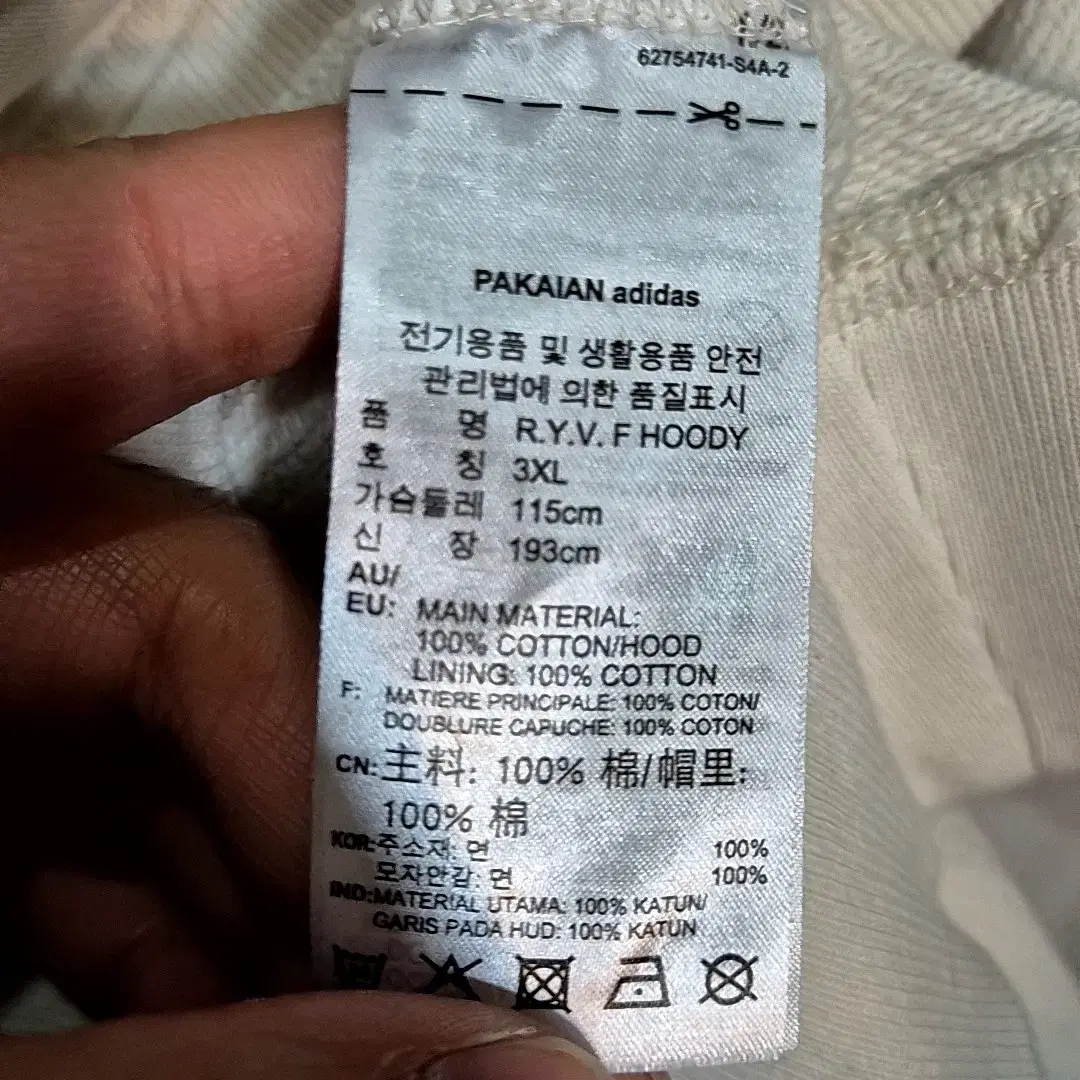 62754741-S4A-2
PAKAIAN adidas
전기용품 및 생활용품 안전
관리법에 의한 품질표시
품 명 R.Y.V. F HOODY
호 칭 3XL
가슴둘레 115cm
신 장 193cm
AU/
EU: MAIN MATERIAL:
100% COTTON/HOOD
LINING: 100% COTTON
F: MATIERE PRINCIPALE: 100% COTON/
DOUBLURE CAPUCHE: 100% COTON
CN:主料: 100% 棉/帽里:
100% 棉
KOR:주소재: 면 100%
모자안감: 면 100%
IND:MATERIAL UTAMA: 100% KATUN/
GARIS PADA HUD: 100% KATUN